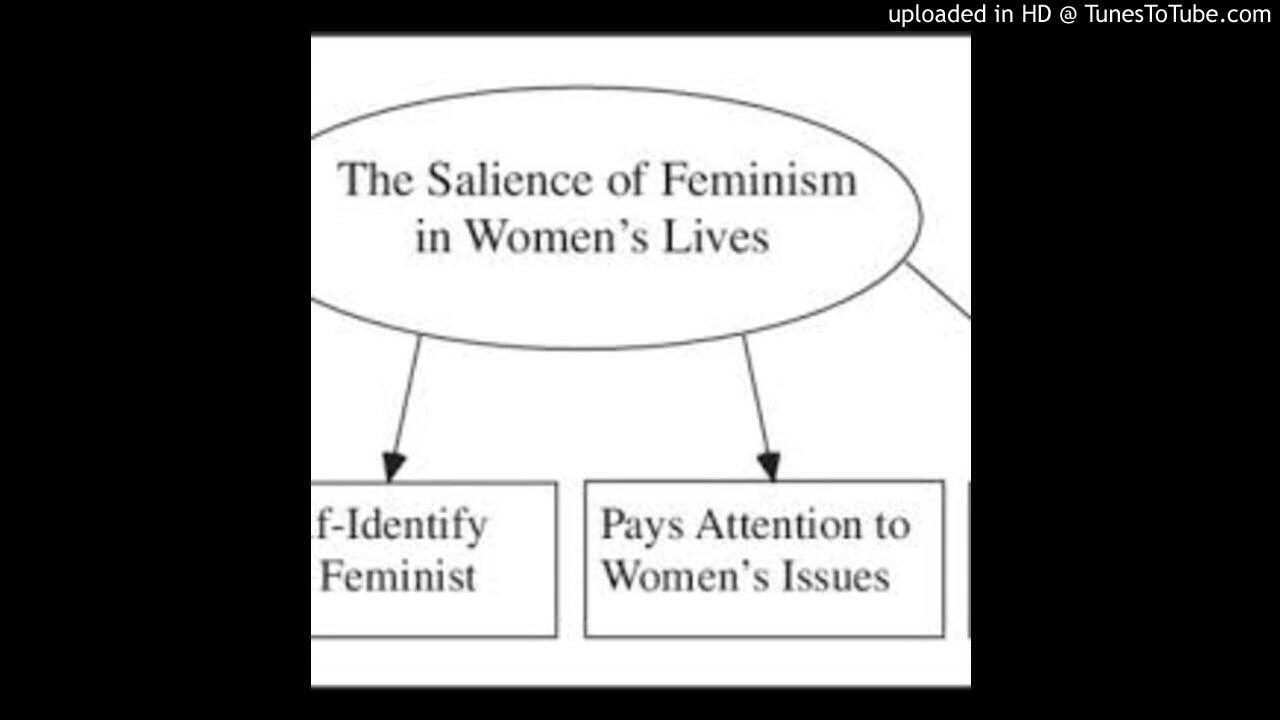 uploaded in HD @ TunesToTube.com
The Salience of Feminism
in Women's Lives
f-Identify
Feminist
Pays Attention to
Women's Issues